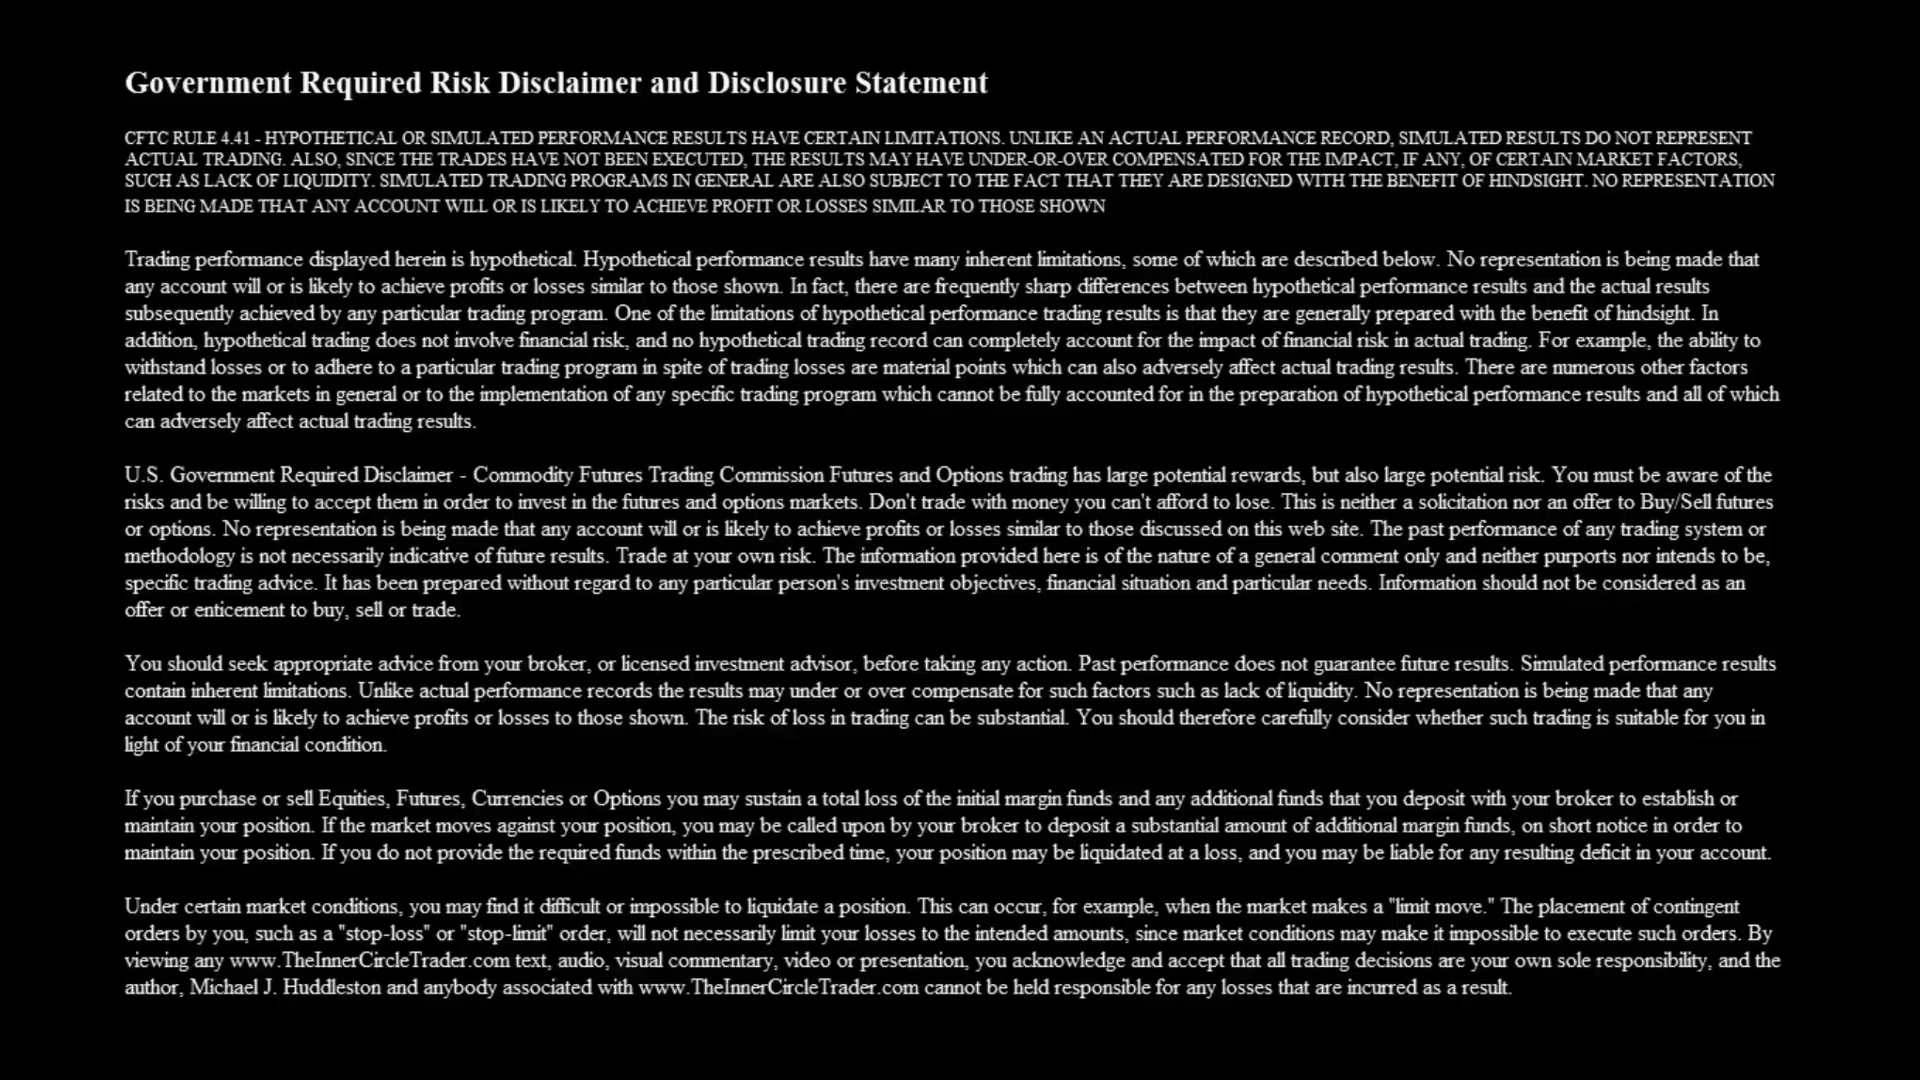 Government Required Risk Disclaimer and Disclosure Statement
CFTC RULE 4.41 - HYPOTHETICAL OR SIMULATED PERFORMANCE RESULTS HAVE CERTAIN LIMITATIONS. UNLIKE AN ACTUAL PERFORMANCE RECORD, SIMULATED RESULTS DO NOT REPRESENT
ACTUAL TRADING. ALSO, SINCE THE TRADES HAVE NOT BEEN EXECUTED, THE RESULTS MAY HAVE UNDER-OR-OVER COMPENSATED FOR THE IMPACT, IF ANY, OF CERTAIN MARKET FACTORS,
SUCH AS LACK OF LIQUIDITY. SIMULATED TRADING PROGRAMS IN GENERAL ARE ALSO SUBJECT TO THE FACT THAT THEY ARE DESIGNED WITH THE BENEFIT OF HINDSIGHT. NO REPRESENTATION
IS BEING MADE THAT ANY ACCOUNT WILL OR IS LIKELY TO ACHIEVE PROFIT OR LOSSES SIMILAR TO THOSE SHOWN
Trading performance displayed herein is hypothetical. Hypothetical performance results have many inherent limitations, some of which are described below. No representation is being made that
any account will or is likely to achieve profits or losses similar to those shown. In fact, there are frequently sharp differences between hypothetical performance results and the actual results
subsequently achieved by any particular trading program. One of the limitations of hypothetical performance trading results is that they are generally prepared with the benefit of hindsight. In
addition, hypothetical trading does not involve financial risk, and no hypothetical trading record can completely account for the impact of financial risk in actual trading. For example, the ability to
withstand losses or to adhere to a particular trading program in spite of trading losses are material points which can also adversely affect actual trading results. There are numerous other factors
related to the markets in general or to the implementation of any specific trading program which cannot be fully accounted for in the preparation of hypothetical performance results and all of which
can adversely affect actual trading results.
U.S. Government Required Disclaimer - Commodity Futures Trading Commission Futures and Options trading has large potential rewards, but also large potential risk. You must be aware of the
risks and be willing to accept them in order to invest in the futures and options markets. Don't trade with money you can't afford to lose. This is neither a solicitation nor an offer to Buy/Sell futures
or options. No representation is being made that any account will or is likely to achieve profits or losses similar to those discussed on this web site. The past performance of any trading system or
methodology is not necessarily indicative of future results. Trade at your own risk. The information provided here is of the nature of a general comment only and neither purports nor intends to be,
specific trading advice. It has been prepared without regard to any particular person's investment objectives, financial situation and particular needs. Information should not be considered as an
offer or enticement to buy, sell or trade.
You should seek appropriate advice from your broker, or licensed investment advisor, before taking any action. Past performance does not guarantee future results. Simulated performance results
contain inherent limitations. Unlike actual performance records the results may under or over compensate for such factors such as lack of liquidity. No representation is being made that any
account will or is likely to achieve profits or losses to those shown. The risk of loss in trading can be substantial. You should therefore carefully consider whether such trading is suitable for you in
light of your financial condition.
If you purchase or sell Equities, Futures, Currencies or Options you may sustain a total loss of the initial margin funds and any additional funds that you deposit with your broker to establish or
maintain your position. If the market moves against your position, you may be called upon by your broker to deposit a substantial amount of additional margin funds, on short notice in order to
maintain your position. If you do not provide the required funds within the prescribed time, your position may be liquidated at a loss, and you may be liable for any resulting deficit in your account.
Under certain market conditions, you may find it difficult or impossible to liquidate a position. This can occur, for example, when the market makes a "limit move." The placement of contingent
orders by you, such as a "stop-loss" or "stop-limit" order, will not necessarily limit your losses to the intended amounts, since market conditions may make it impossible to execute such orders. By
viewing any www.TheInnerCircleTrader.com text, audio, visual commentary, video or presentation, you acknowledge and accept that all trading decisions are your own sole responsibility, and the
author, Michael J. Huddleston and anybody associated with www.TheInnerCircleTrader.com cannot be held responsible for any losses that are incurred as a result.